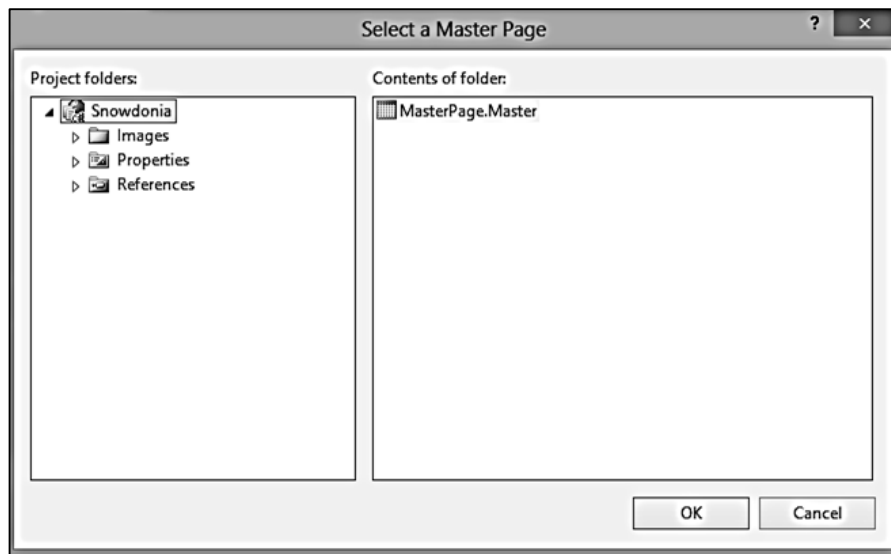 Select a Master Page
? ×
Project folders:
Snowdonia
Images
Properties
References
Contents of folder:
MasterPage.Master
OK
Cancel